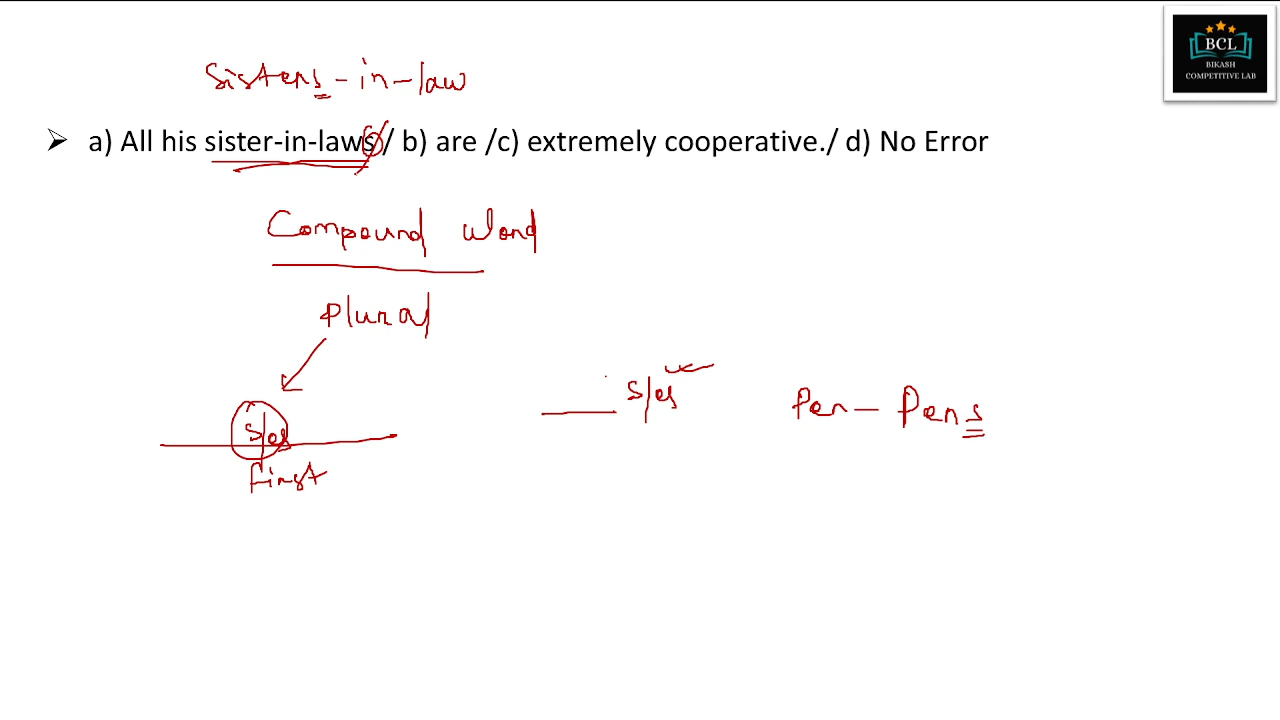 BCL
BIKASH
COMPETITIVE LAB
Sisters-in-law
➢ a) All his sister-in-laws / b) are /c) extremely cooperative./ d) No Error
Compound Word
Plural
s/es
s/es
Pen – Pens
first